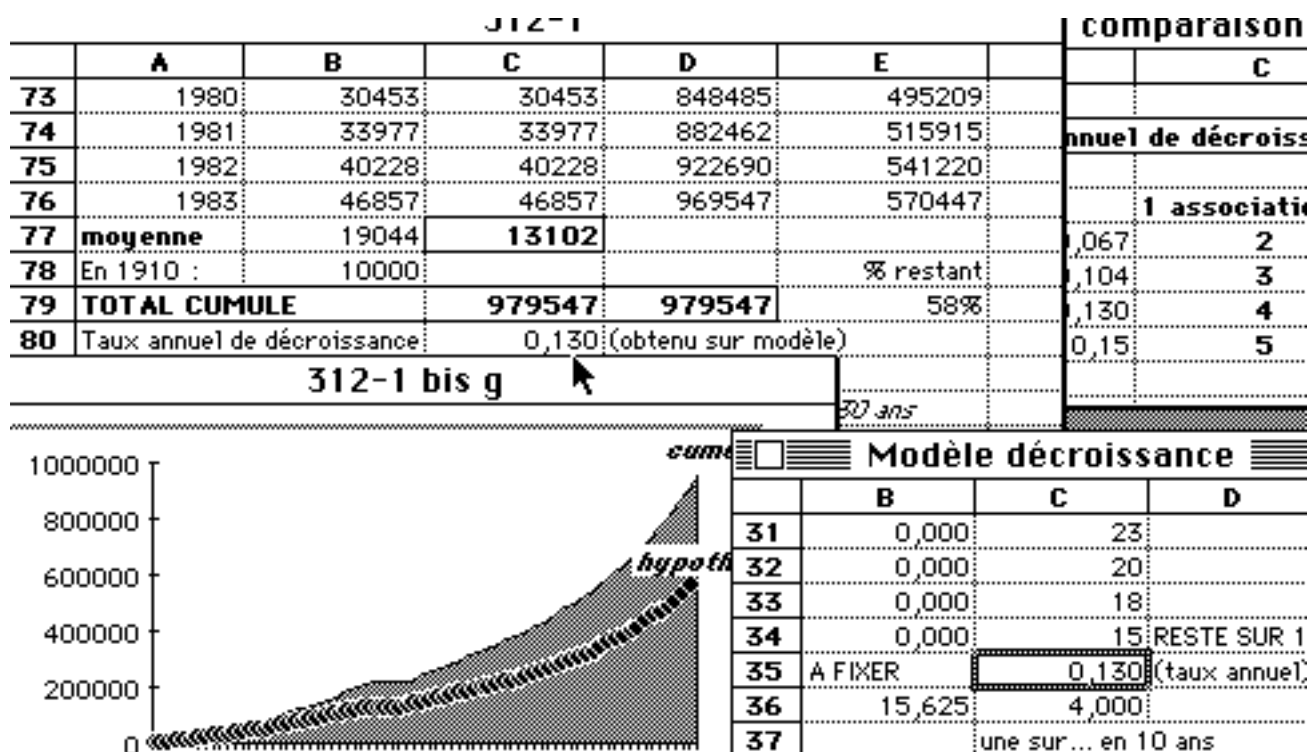 312-1
A B C D E
73 1980 30453 30453 848485 495209
74 1981 33977 33977 882462 515915
75 1982 40228 40228 922690 541220
76 1983 46857 46857 969547 570447
77 moyenne 19044 13102
78 En 1910 : 10000 % restant
79 TOTAL CUMULE 979547 979547 58%
80 Taux annuel de décroissance 0,130 (obtenu sur modèle)
30 ans
comparaison
C
nnuel de décroiss
1 associatio
,067 2
,104 3
,130 4
0,15 5
312-1 bis g
cumu
hypoth
1000000
800000
600000
400000
200000
0
Modèle décroissance
B C D
31 0,000 23
32 0,000 20
33 0,000 18
34 0,000 15 RESTE SUR 1
35 A FIXER 0,130 (taux annuel)
36 15,625 4,000
37 une sur... en 10 ans